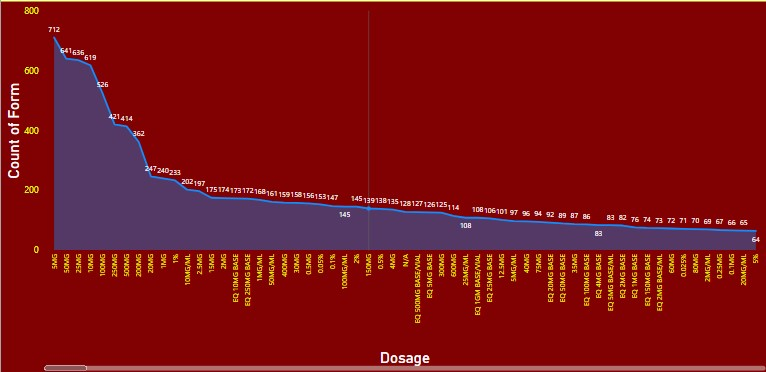 800
600
400
200
0
Count of Form
712
641
636
619
526
421
414
362
247
240
233
202
197
175
174
173
172
168
161
159
158
156
153
147
145
145
139
138
135
128
127
126
125
114
108
108
106
101
97
96
94
92
89
87
86
83
83
82
76
74
73
72
71
70
69
67
66
65
64
5MG
50MG
25MG
10MG
100MG
250MG
500MG
200MG
20MG
1MG
1%
10MG/ML
2.5MG
15MG
2MG
EQ 10MG BASE
EQ 250MG BASE
1MG/ML
50MG/ML
400MG
30MG
0.5MG
0.05%
0.1%
100MG/ML
2%
150MG
0.5%
4MG
N/A
EQ 500MG BASE/VIAL
EQ 5MG BASE
300MG
600MG
25MG/ML
EQ 1GM BASE/VIAL
EQ 25MG BASE
12.5MG
5MG/ML
40MG
75MG
EQ 20MG BASE
EQ 50MG BASE
35MG
EQ 100MG BASE
EQ 4MG BASE
EQ 5MG BASE/ML
EQ 2MG BASE
EQ 1MG BASE
EQ 150MG BASE
EQ 2MG BASE/ML
60MG
0.025%
80MG
2MG/ML
0.25MG
0.1MG
20MG/ML
5%
Dosage